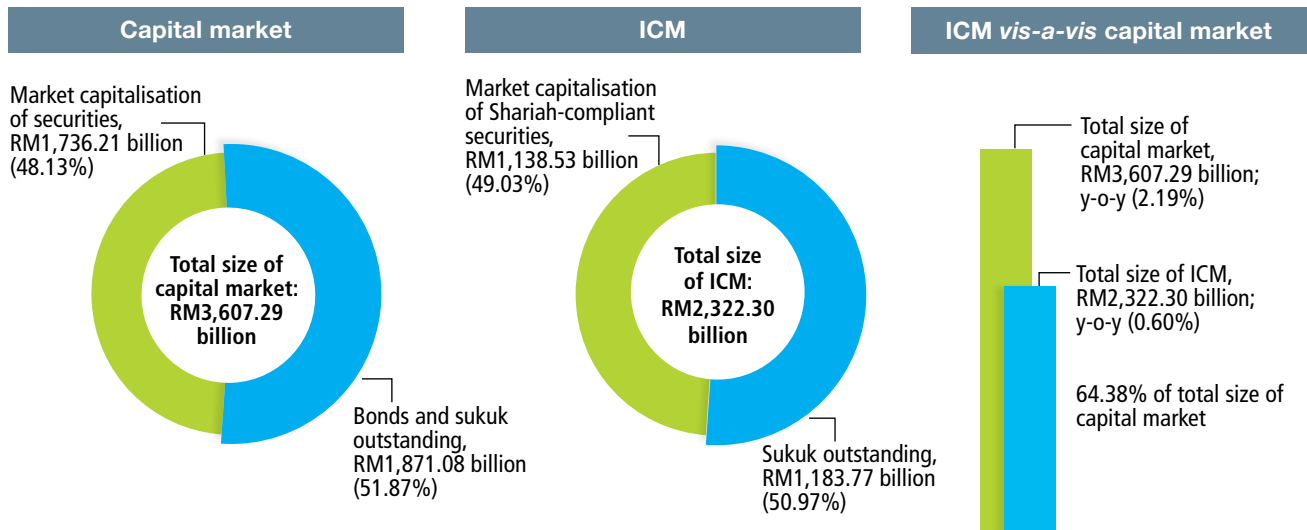 Capital market
Market capitalisation
of securities,
RM1,736.21 billion
(48.13%)
Total size of
capital market:
RM3,607.29
billion
Bonds and sukuk
outstanding,
RM1,871.08 billion
(51.87%)
ICM
Market capitalisation
of Shariah-compliant
securities,
RM1,138.53 billion
(49.03%)
Total size
of ICM:
RM2,322.30
billion
Sukuk outstanding,
RM1,183.77 billion
(50.97%)
ICM vis-a-vis capital market
Total size of
capital market,
RM3,607.29 billion;
y-o-y (2.19%)
Total size of ICM,
RM2,322.30 billion;
y-o-y (0.60%)
64.38% of total size of
capital market